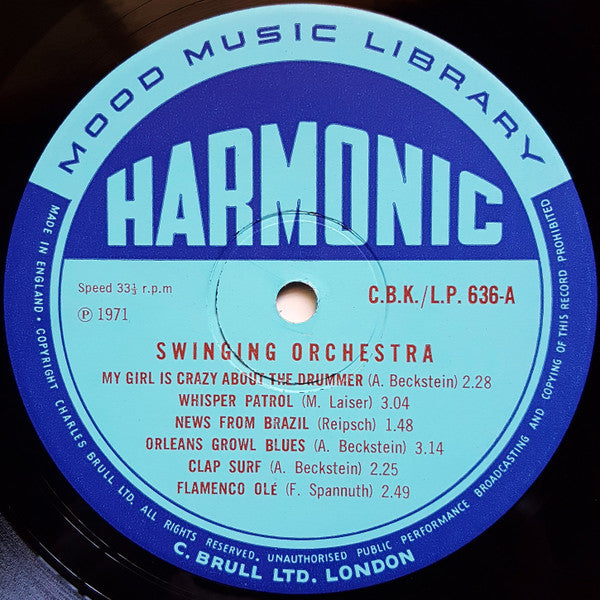 MOOD MUSIC LIBRARY
HARMONIC
Speed 33⅓ r.p.m
C.B.K./L.P. 636-A
Ⓟ 1971
SWINGING ORCHESTRA
MY GIRL IS CRAZY ABOUT THE DRUMMER (A. Beckstein) 2.28
WHISPER PATROL (M. Laiser) 3.04
NEWS FROM BRAZIL (Reipsch) 1.48
ORLEANS GROWL BLUES (A. Beckstein) 3.14
CLAP SURF (A. Beckstein) 2.25
FLAMENCO OLÉ (F. Spannuth) 2.49
MADE IN ENGLAND · COPYRIGHT CHARLES BRULL LTD. ALL RIGHTS RESERVED. UNAUTHORISED PUBLIC PERFORMANCE BROADCASTING AND COPYING OF THIS RECORD PROHIBITED
C. BRULL LTD. LONDON